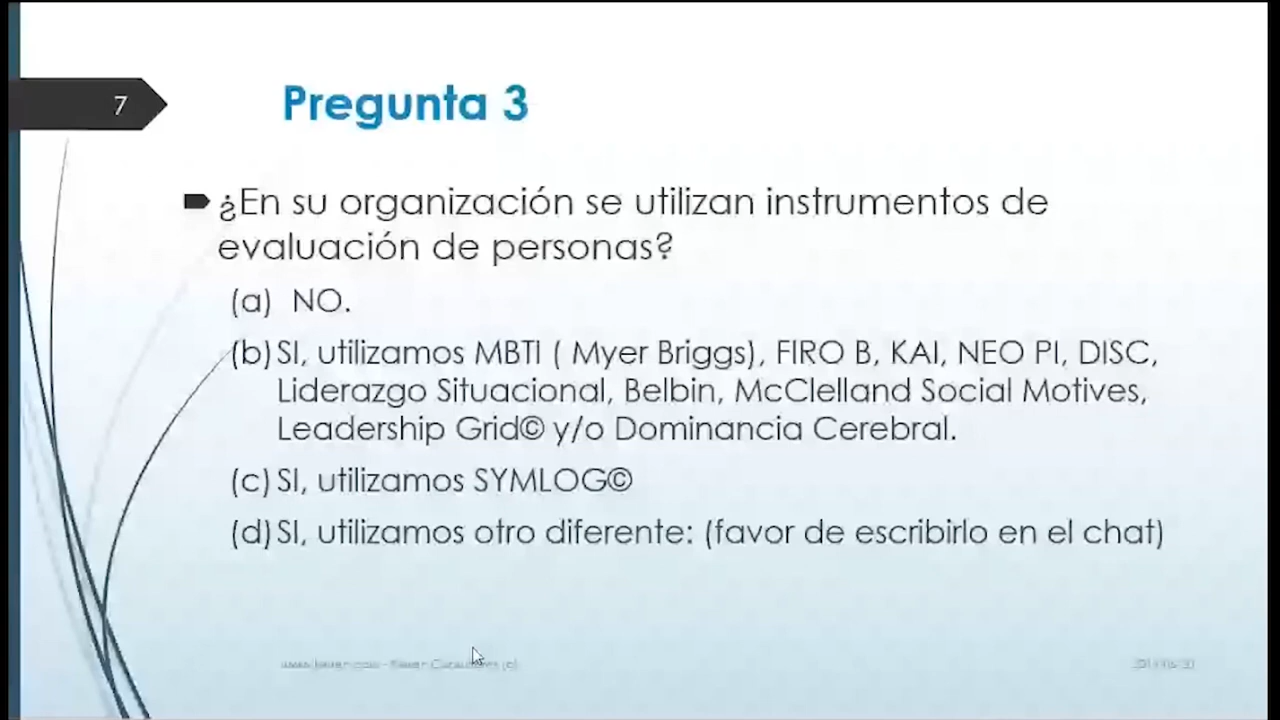 7
Pregunta 3
¿En su organización se utilizan instrumentos de
evaluación de personas?
(a) NO.
(b) SI, utilizamos MBTI ( Myer Briggs), FIRO B, KAI, NEO PI, DISC,
Liderazgo Situacional, Belbin, McClelland Social Motives,
Leadership Grid© y/o Dominancia Cerebral.
(c) SI, utilizamos SYMLOG©
(d) SI, utilizamos otro diferente: (favor de escribirlo en el chat)